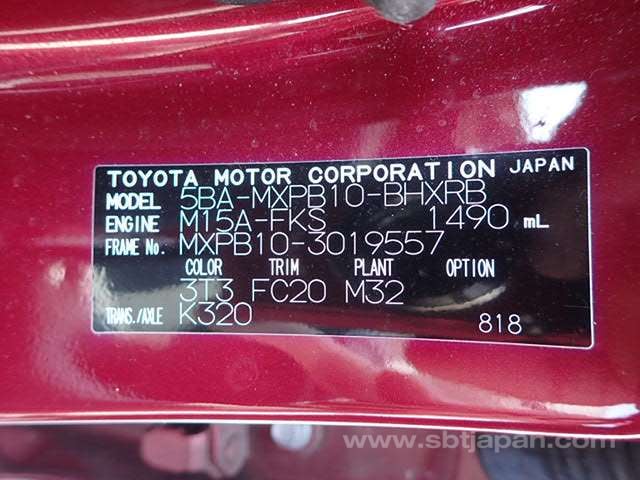 TOYOTA MOTOR CORPORATION JAPAN
MODEL 5BA-MXPB10-BHXRB
ENGINE M15A-FKS 1490 mL
FRAME No. MXPB10-3019557
COLOR TRIM PLANT OPTION
3T3 FC20 M32
TRANS./AXLE K320 818
www.sbtjapan.com